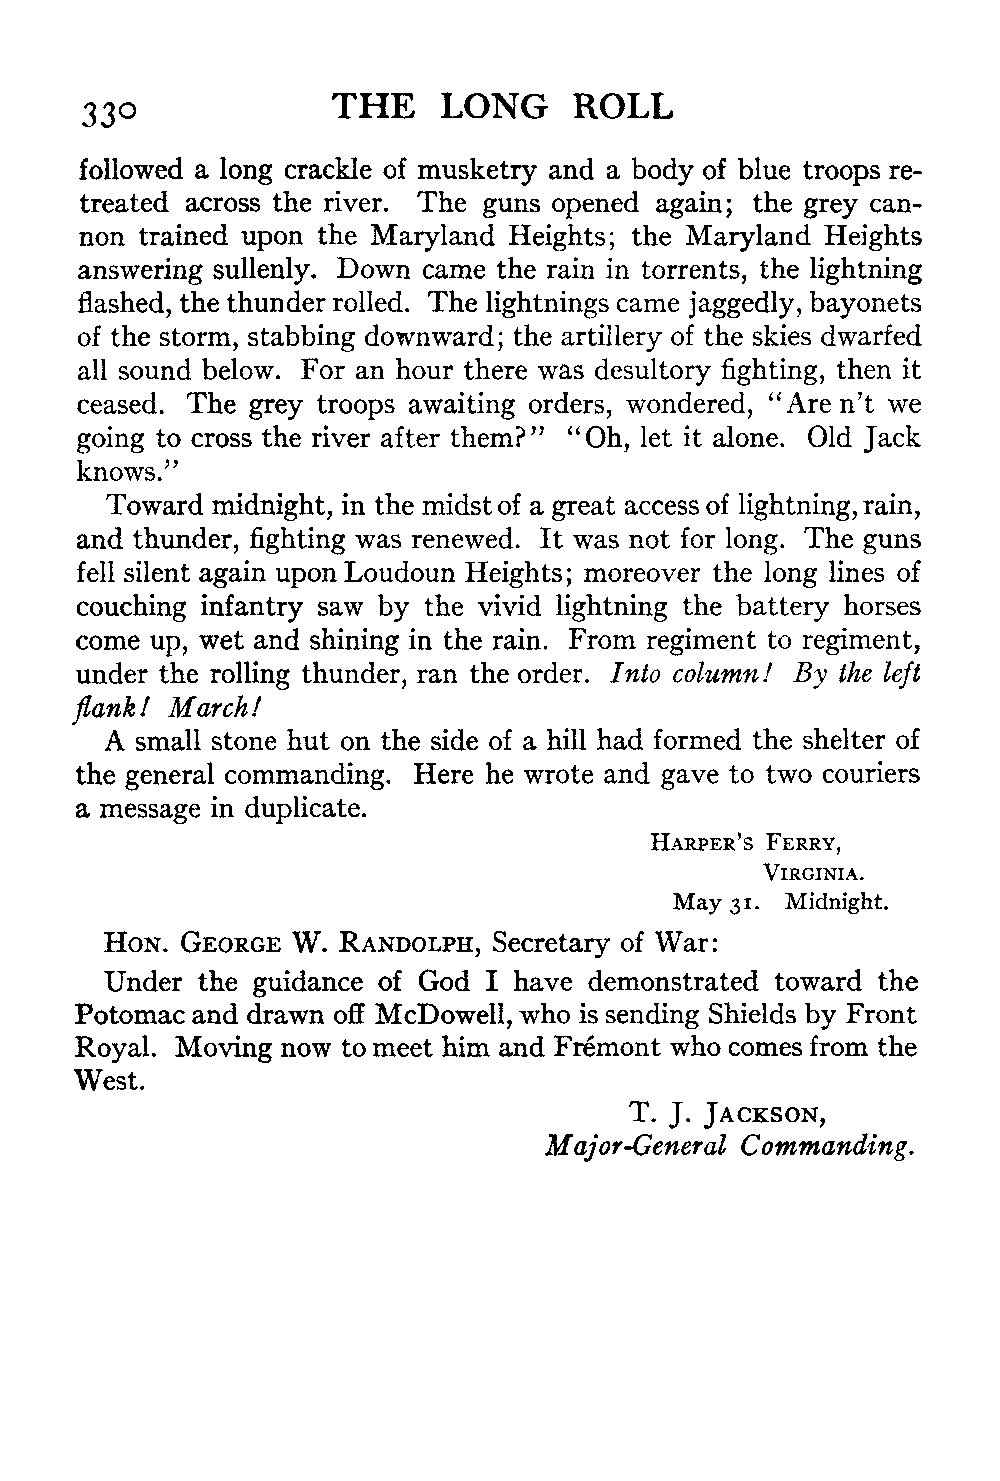 330 THE LONG ROLL
followed a long crackle of musketry and a body of blue troops re-
treated across the river. The guns opened again; the grey can-
non trained upon the Maryland Heights; the Maryland Heights
answering sullenly. Down came the rain in torrents, the lightning
flashed, the thunder rolled. The lightnings came jaggedly, bayonets
of the storm, stabbing downward; the artillery of the skies dwarfed
all sound below. For an hour there was desultory fighting, then it
ceased. The grey troops awaiting orders, wondered, "Are n't we
going to cross the river after them?" "Oh, let it alone. Old Jack
knows."
Toward midnight, in the midst of a great access of lightning, rain,
and thunder, fighting was renewed. It was not for long. The guns
fell silent again upon Loudoun Heights; moreover the long lines of
couching infantry saw by the vivid lightning the battery horses
come up, wet and shining in the rain. From regiment to regiment,
under the rolling thunder, ran the order. Into column! By the left
flank! March!
A small stone hut on the side of a hill had formed the shelter of
the general commanding. Here he wrote and gave to two couriers
a message in duplicate.
HARPER'S FERRY,
VIRGINIA.
May 31. Midnight.
HON. GEORGE W. RANDOLPH, Secretary of War:
Under the guidance of God I have demonstrated toward the
Potomac and drawn off McDowell, who is sending Shields by Front
Royal. Moving now to meet him and Frémont who comes from the
West.
T. J. JACKSON,
Major-General Commanding.